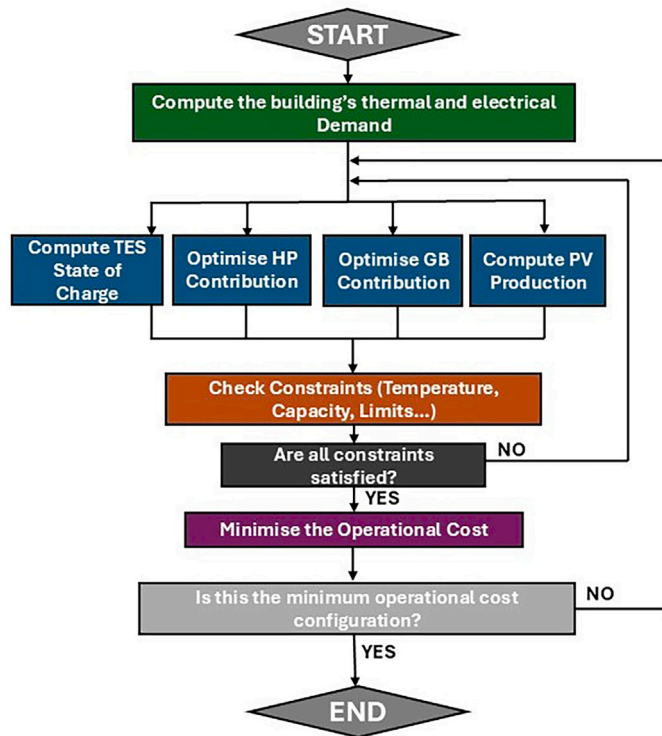 START
Compute the building's thermal and electrical
Demand
Compute TES
State of
Charge
Optimise HP
Contribution
Optimise GB
Contribution
Compute PV
Production
Check Constraints (Temperature,
Capacity, Limits...)
Are all constraints
satisfied?
NO
YES
Minimise the Operational Cost
Is this the minimum operational cost
configuration?
NO
YES
END